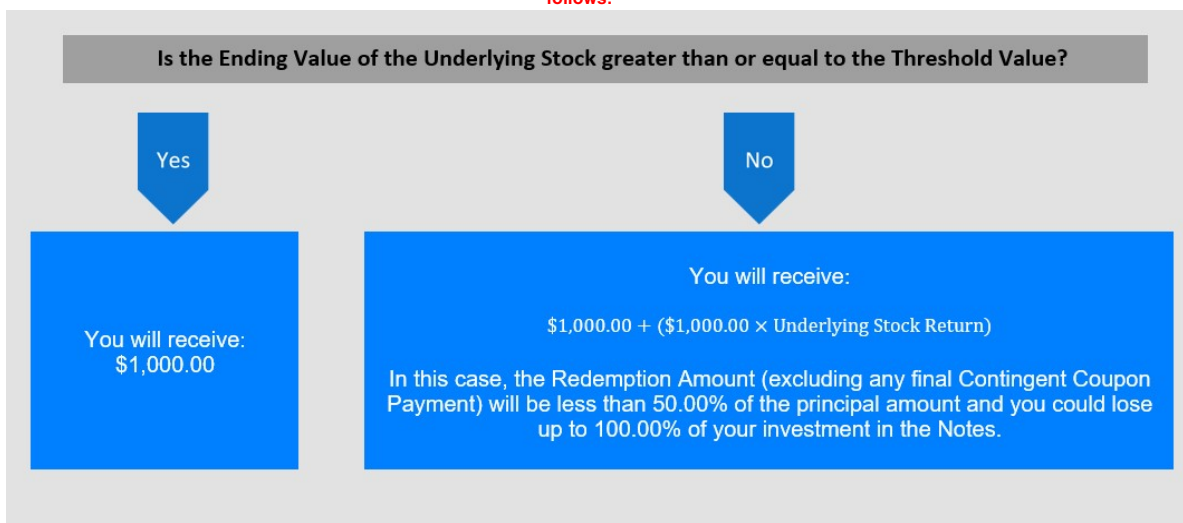 follows:
Is the Ending Value of the Underlying Stock greater than or equal to the Threshold Value?
Yes
No
You will receive:
$1,000.00
You will receive:
$1,000.00 + ($1,000.00 × Underlying Stock Return)
In this case, the Redemption Amount (excluding any final Contingent Coupon
Payment) will be less than 50.00% of the principal amount and you could lose
up to 100.00% of your investment in the Notes.